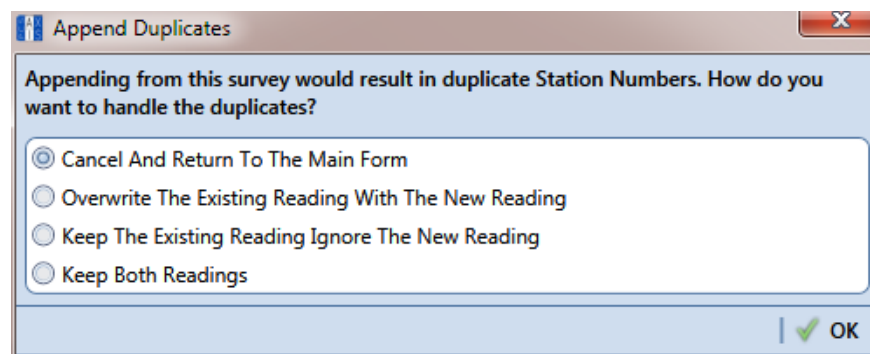 Append Duplicates
Appending from this survey would result in duplicate Station Numbers. How do you
want to handle the duplicates?
Cancel And Return To The Main Form
Overwrite The Existing Reading With The New Reading
Keep The Existing Reading Ignore The New Reading
Keep Both Readings
OK